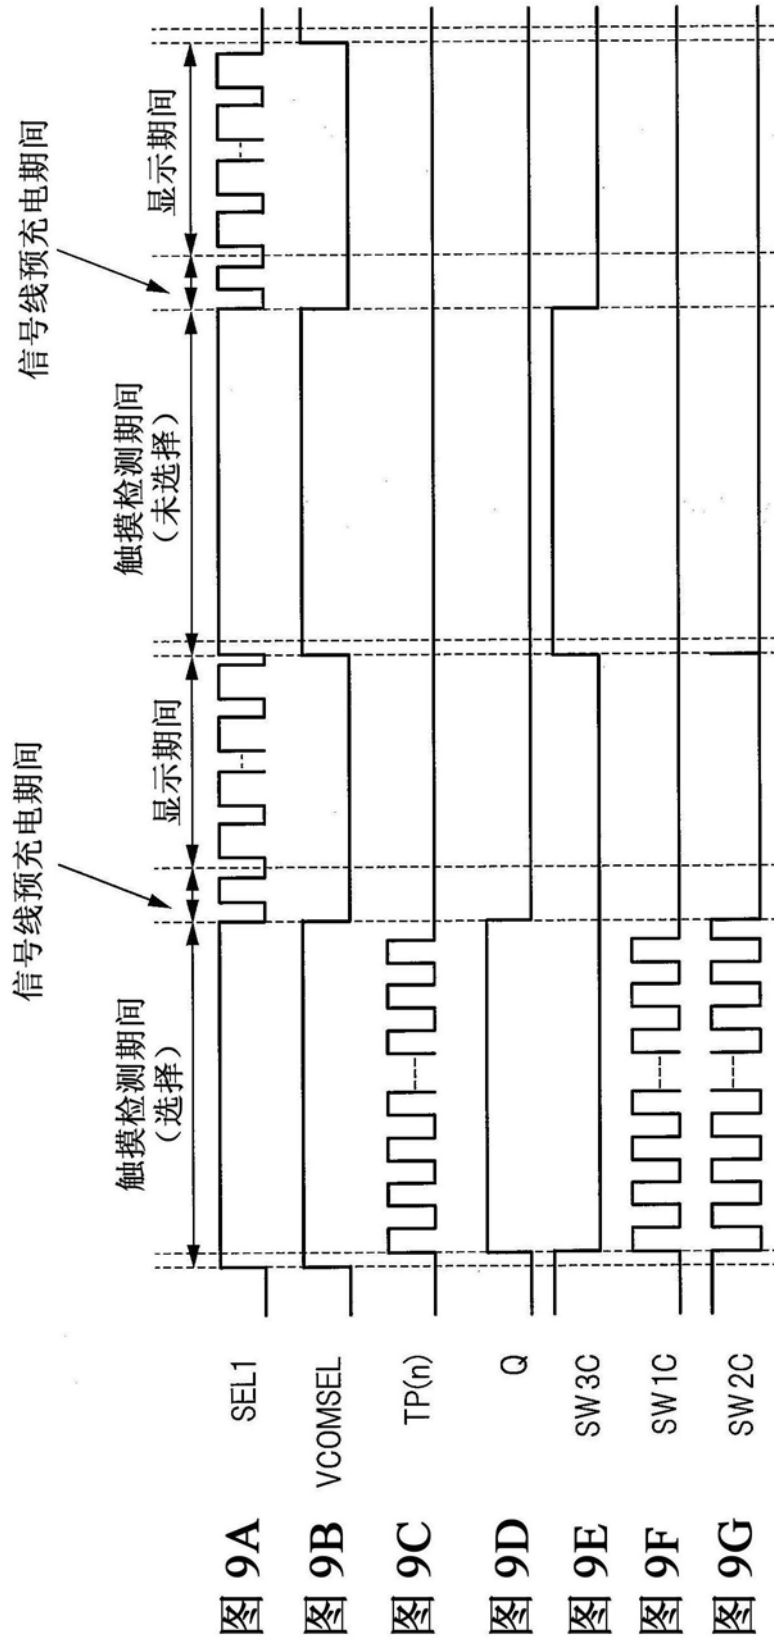 信号线预充电期间
信号线预充电期间
触摸检测期间
（选择）
显示期间
触摸检测期间
（未选择）
显示期间
图 9A SEL1
图 9B VCOMSEL
图 9C TP(n)
图 9D Q
图 9E SW3C
图 9F SW1C
图 9G SW2C